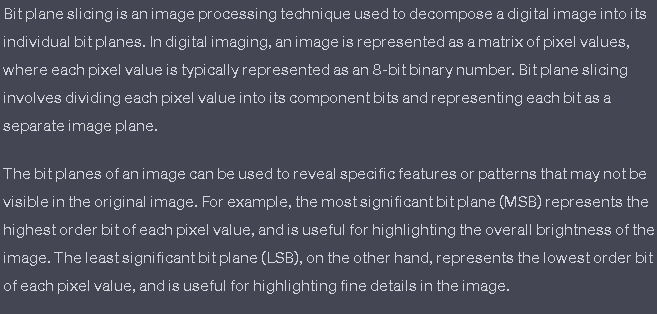 Bit plane slicing is an image processing technique used to decompose a digital image into its
individual bit planes. In digital imaging, an image is represented as a matrix of pixel values,
where each pixel value is typically represented as an 8-bit binary number. Bit plane slicing
involves dividing each pixel value into its component bits and representing each bit as a
separate image plane.
The bit planes of an image can be used to reveal specific features or patterns that may not be
visible in the original image. For example, the most significant bit plane (MSB) represents the
highest order bit of each pixel value, and is useful for highlighting the overall brightness of the
image. The least significant bit plane (LSB), on the other hand, represents the lowest order bit
of each pixel value, and is useful for highlighting fine details in the image.